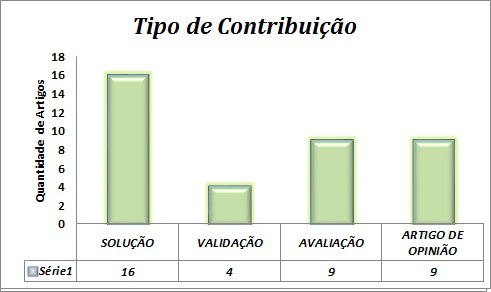 Tipo de Contribuição
Quantidade de Artigos
18
16
14
12
10
8
6
4
2
0
SOLUÇÃO VALIDAÇÃO AVALIAÇÃO ARTIGO DE OPINIÃO
Série1 16 4 9 9